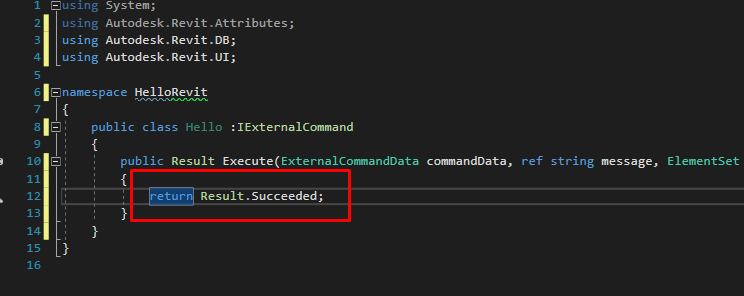 1 using System;
2 using Autodesk.Revit.Attributes;
3 using Autodesk.Revit.DB;
4 using Autodesk.Revit.UI;
5
6 namespace HelloRevit
7 {
8 public class Hello :IExternalCommand
9 {
10 public Result Execute(ExternalCommandData commandData, ref string message, ElementSet
11 {
12 return Result.Succeeded;
13 }
14 }
15 }
16